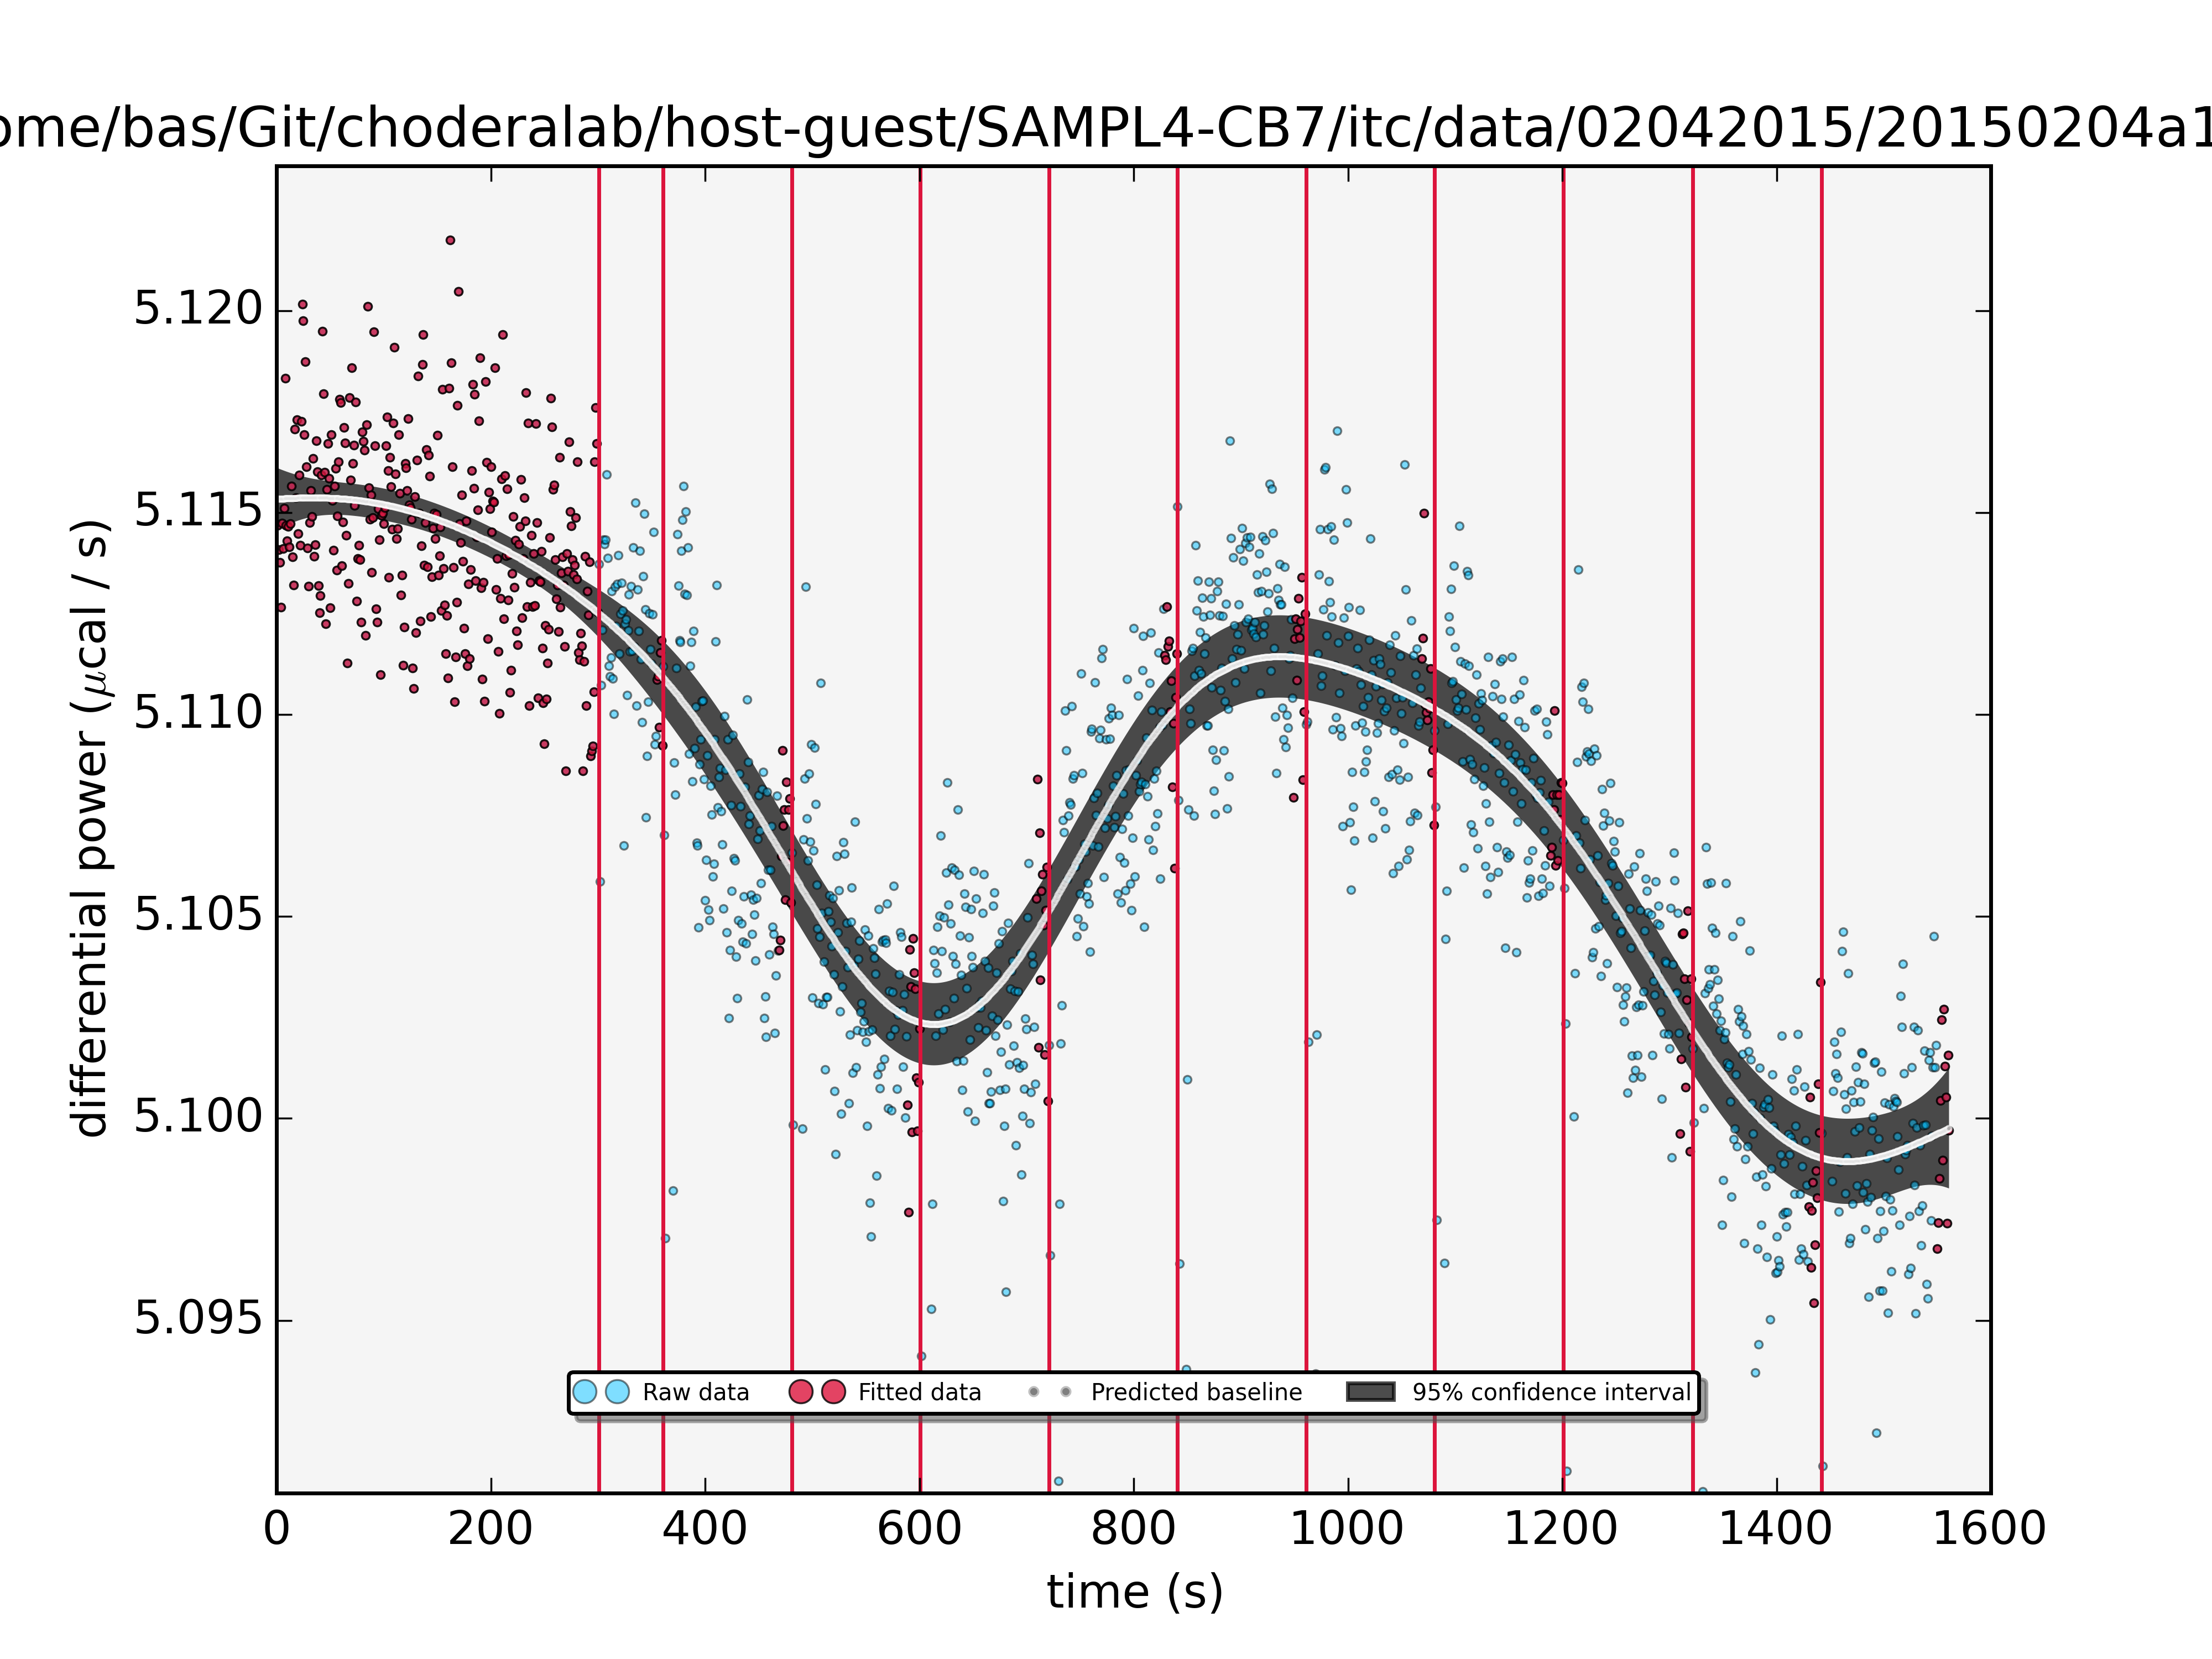 ome/bas/Git/choderalab/host-guest/SAMPL4-CB7/itc/data/02042015/20150204a1
differential power (μcal / s)
5.120
5.115
5.110
5.105
5.100
5.095
Raw data Fitted data Predicted baseline 95% confidence interval
0 200 400 600 800 1000 1200 1400 1600
time (s)